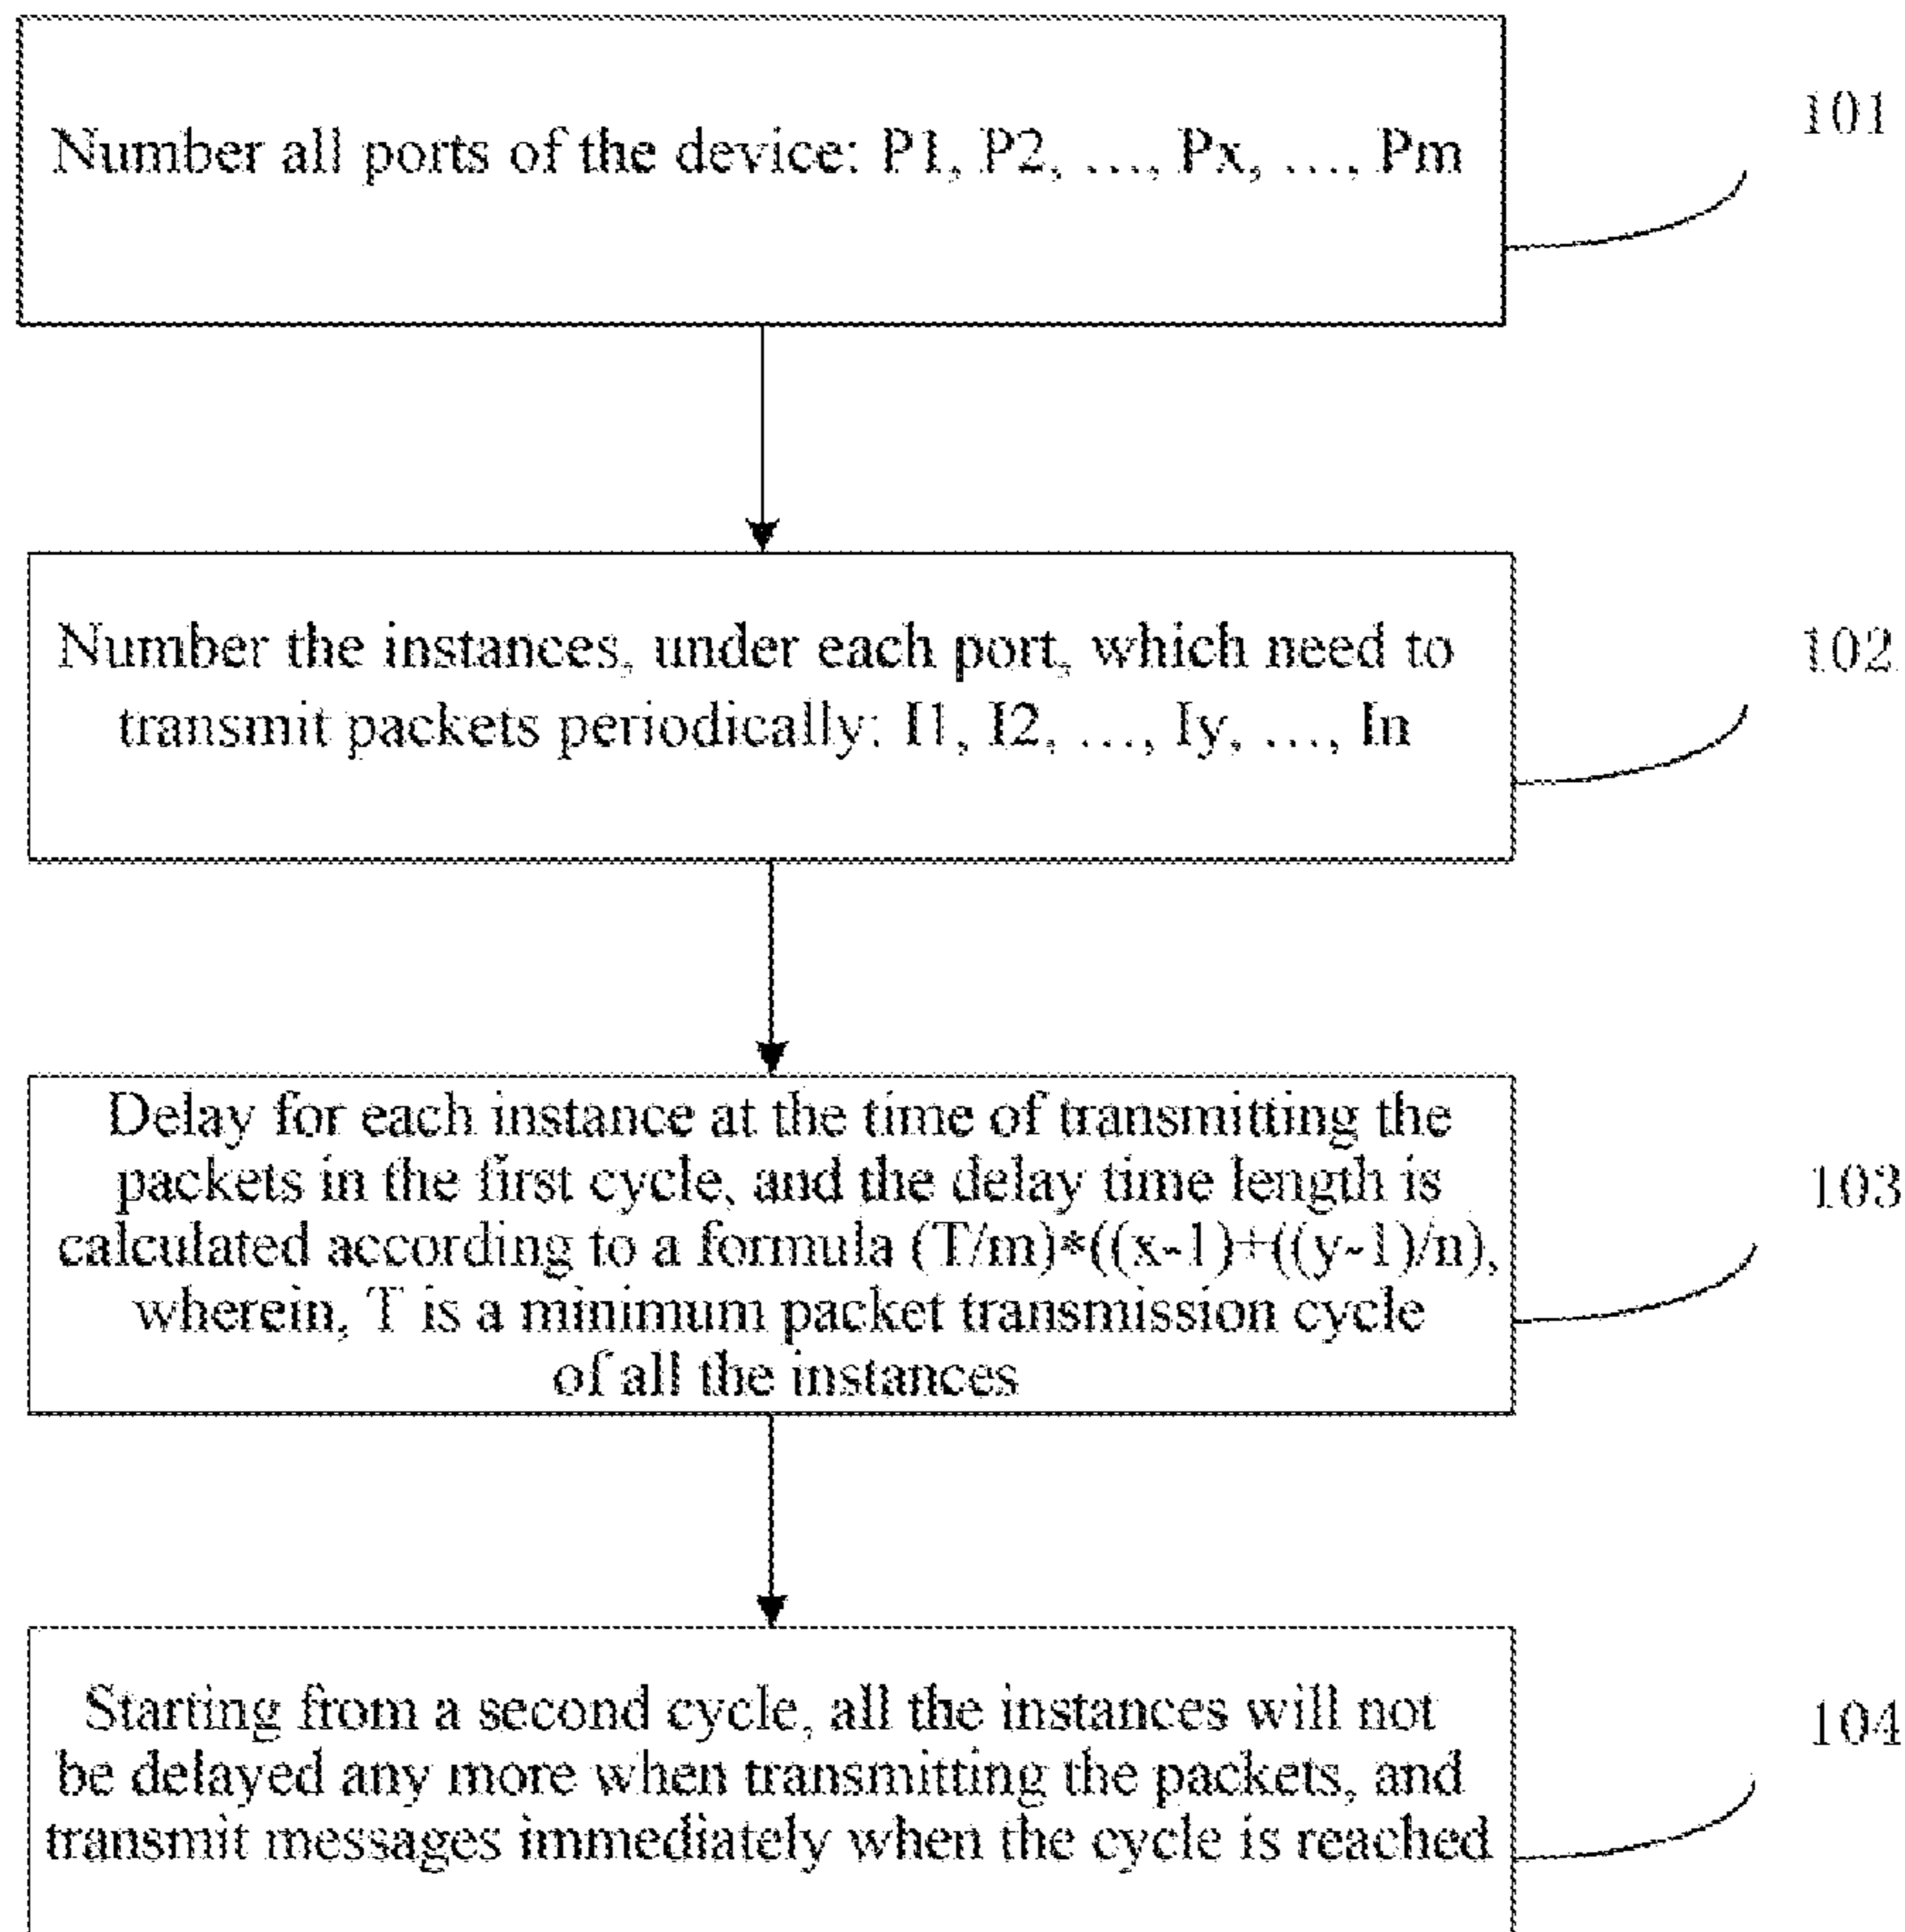 Number all ports of the device: P1, P2, …, Px, …, Pm
101
Number the instances, under each port, which need to
transmit packets periodically: I1, I2, …, Iy, …, In
102
Delay for each instance at the time of transmitting the
packets in the first cycle, and the delay time length is
calculated according to a formula (T/m)*((x-1)+((y-1)/n),
wherein, T is a minimum packet transmission cycle
of all the instances
103
Starting from a second cycle, all the instances will not
be delayed any more when transmitting the packets, and
transmit messages immediately when the cycle is reached
104